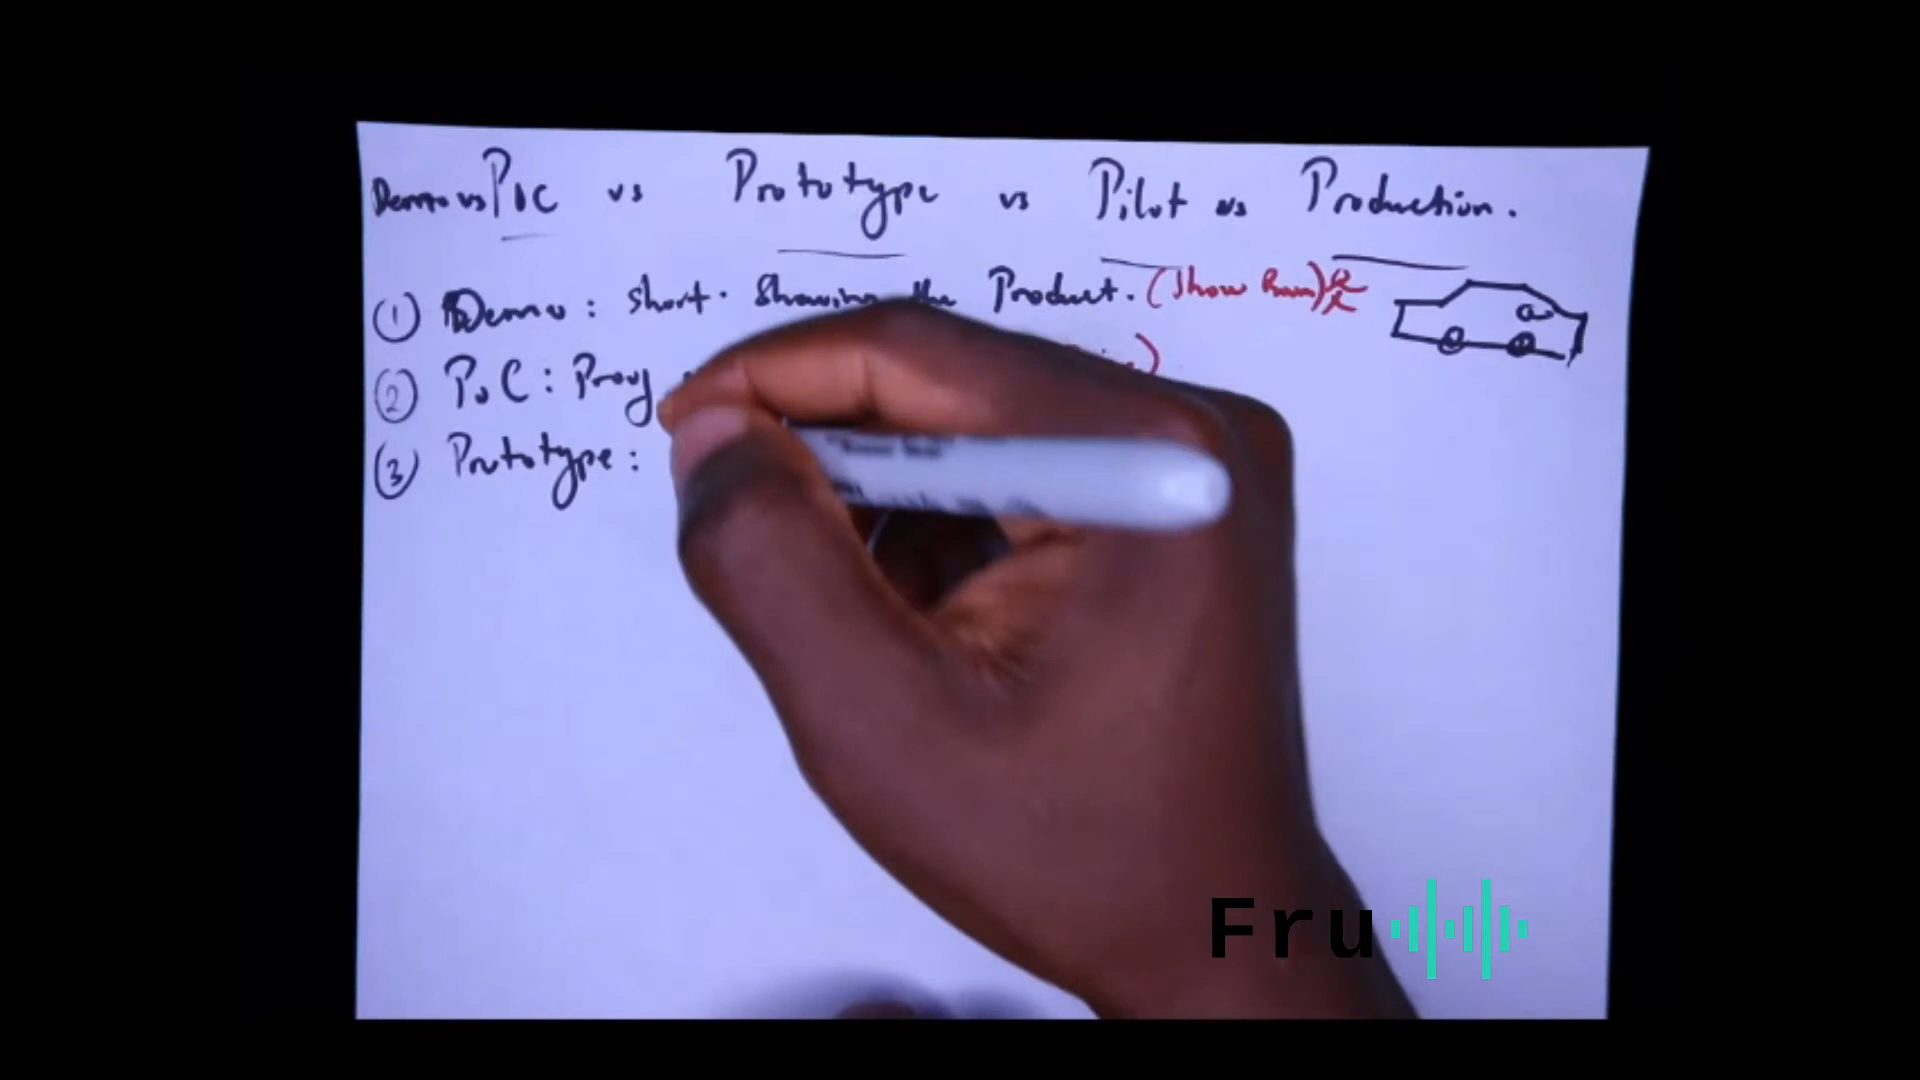 Demo vs PoC vs Prototype vs Pilot vs Production.
① Demo: short. Showing the Product. (Show Room)
② PoC:
③ Prototype:
Fru